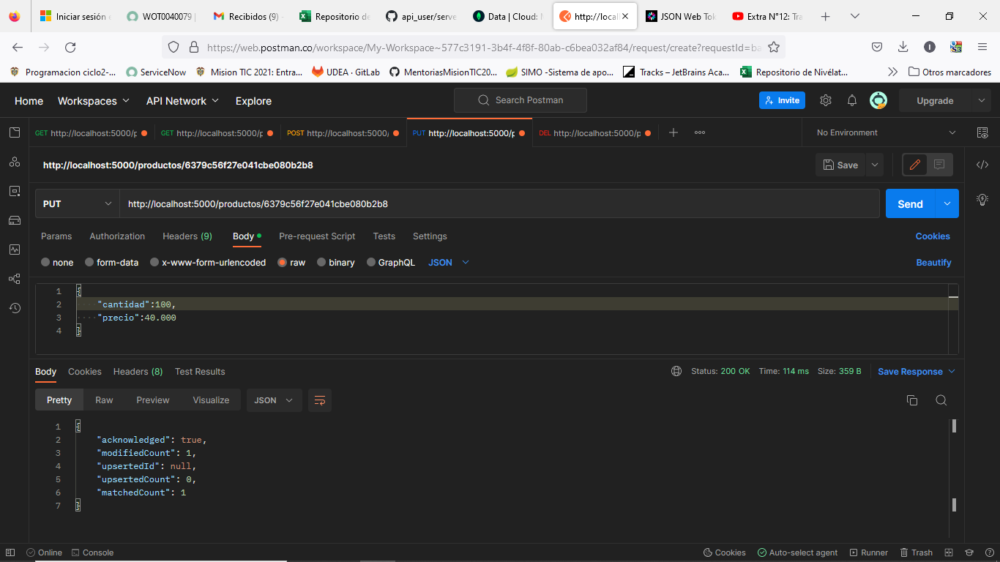 Iniciar sesión e
WOT0040079 |
Recibidos (9) -
Repositorio de
api_user/serve
Data | Cloud: M
http://locall
JSON Web Tok
Extra N°12: Tra
https://web.postman.co/workspace/My-Workspace~577c3191-3b4f-4f8f-80ab-c6bea032af84/request/create?requestId=ba
Programacion ciclo2-...
ServiceNow
Mision TIC 2021: Entra...
UDEA · GitLab
MentoriasMisionTIC20...
SIMO -Sistema de apo...
Tracks – JetBrains Aca...
Repositorio de Nivélat...
Otros marcadores
Home
Workspaces
API Network
Explore
Search Postman
Invite
Upgrade
GET http://localhost:5000/p
GET http://localhost:5000/p
POST http://localhost:5000/
PUT http://localhost:5000/p
DEL http://localhost:5000/p
No Environment
http://localhost:5000/productos/6379c56f27e041cbe080b2b8
Save
PUT
http://localhost:5000/productos/6379c56f27e041cbe080b2b8
Send
Params
Authorization
Headers (9)
Body
Pre-request Script
Tests
Settings
Cookies
none
form-data
x-www-form-urlencoded
raw
binary
GraphQL
JSON
Beautify
1 {
2 "cantidad":100,
3 "precio":40.000
4 }
Body
Cookies
Headers (8)
Test Results
Status: 200 OK
Time: 114 ms
Size: 359 B
Save Response
Pretty
Raw
Preview
Visualize
JSON
1 {
2 "acknowledged": true,
3 "modifiedCount": 1,
4 "upsertedId": null,
5 "upsertedCount": 0,
6 "matchedCount": 1
7 }
Online
Console
Cookies
Auto-select agent
Runner
Trash